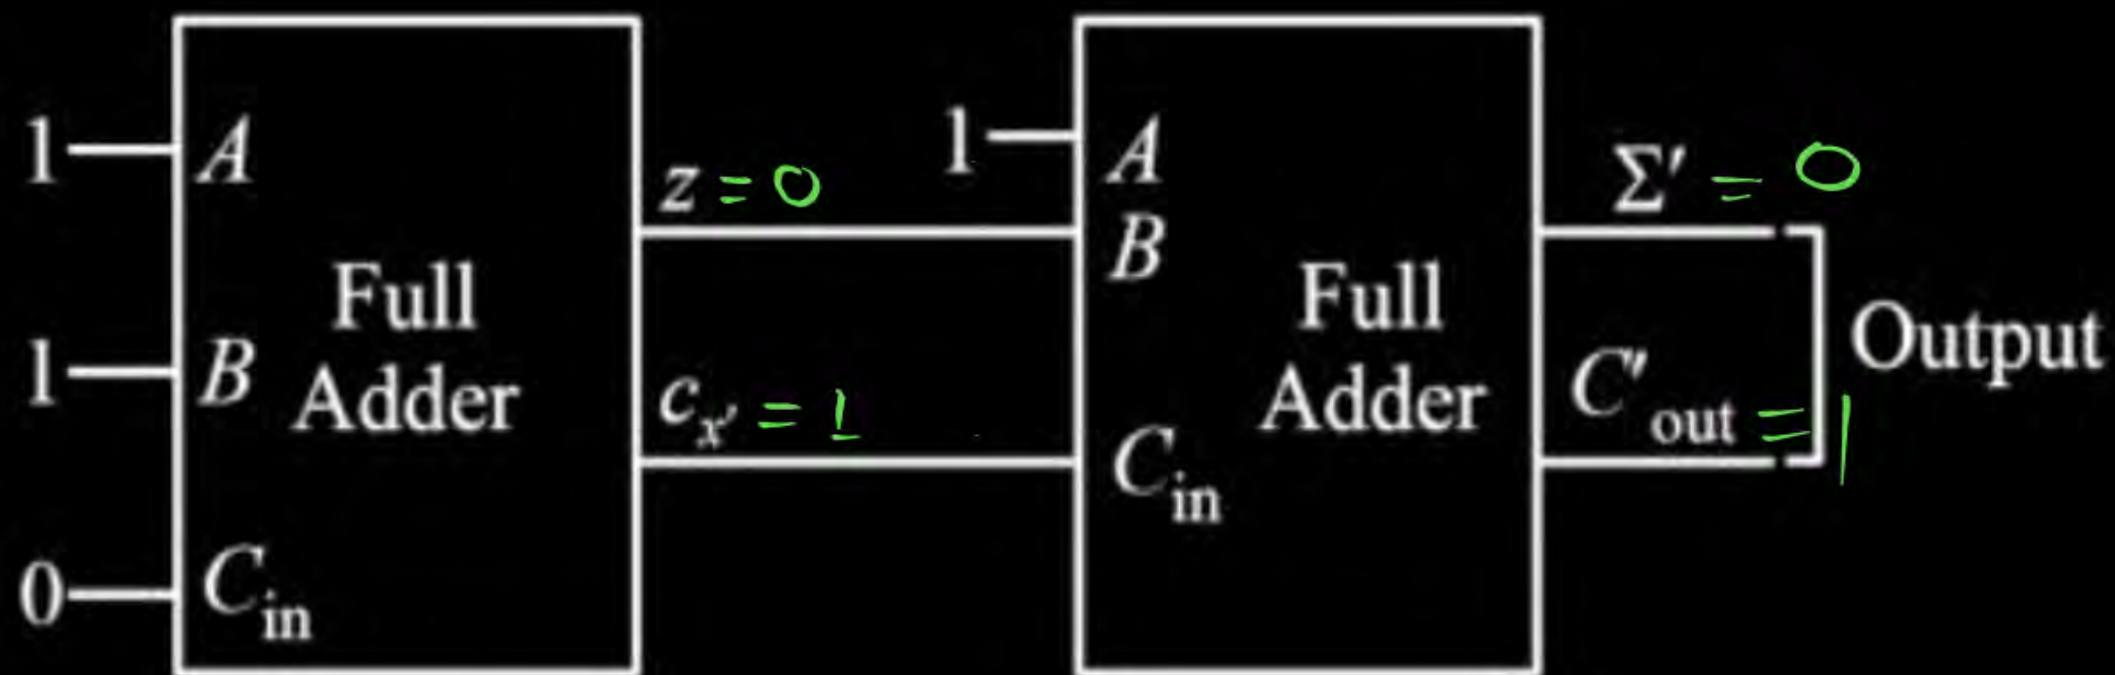 1 A
1 B
0 C_in
Full
Adder
z = 0
c_x' = 1
1 A
B
C_in
Full
Adder
Σ' = 0
C'_out = 1
Output